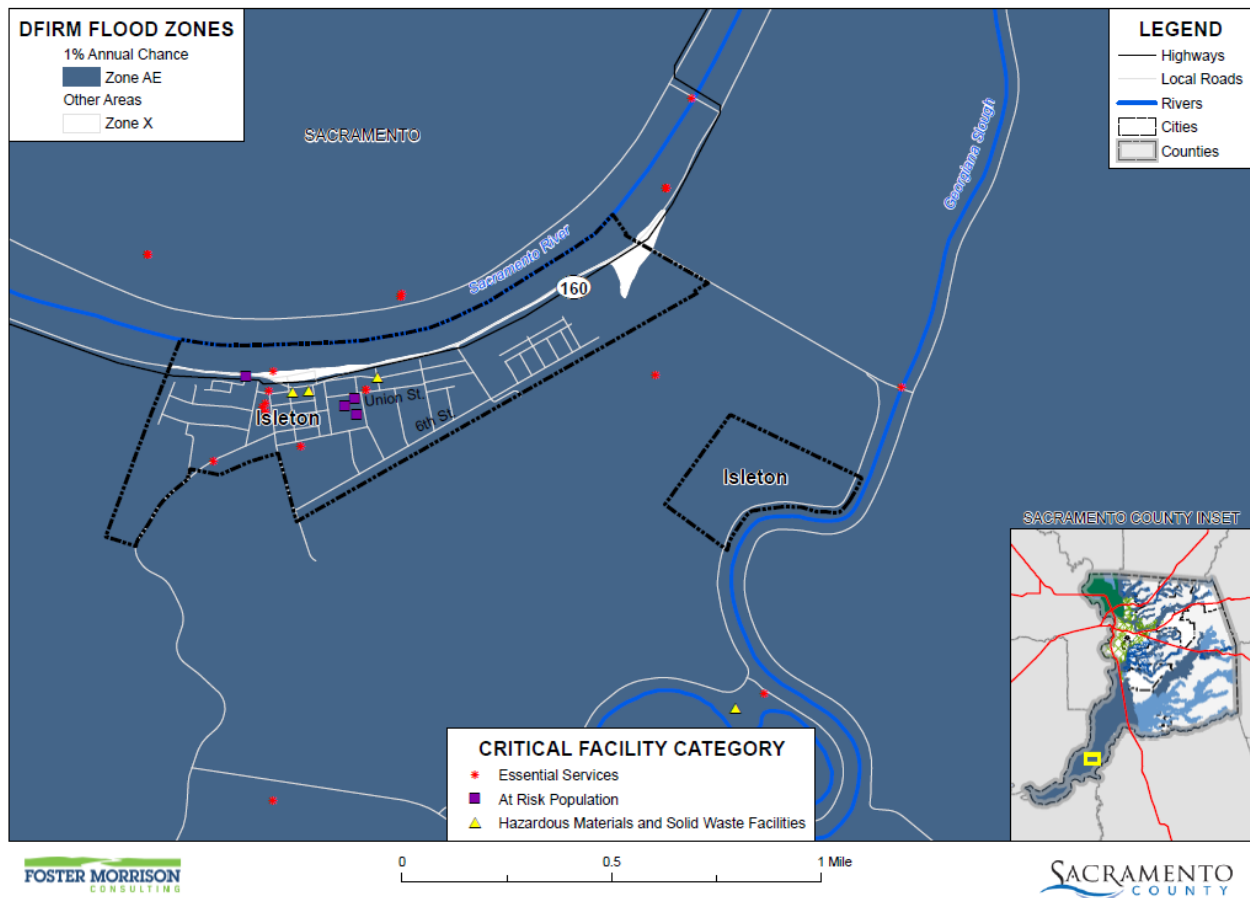 DFIRM FLOOD ZONES
1% Annual Chance
Zone AE
Other Areas
Zone X
LEGEND
Highways
Local Roads
Rivers
Cities
Counties
SACRAMENTO
Georgiana Slough
Sacramento River
160
Union St.
Isleton
6th St.
Isleton
SACRAMENTO COUNTY INSET
CRITICAL FACILITY CATEGORY
Essential Services
At Risk Population
Hazardous Materials and Solid Waste Facilities
FOSTER MORRISON
CONSULTING
0 0.5 1 Mile
SACRAMENTO
COUNTY